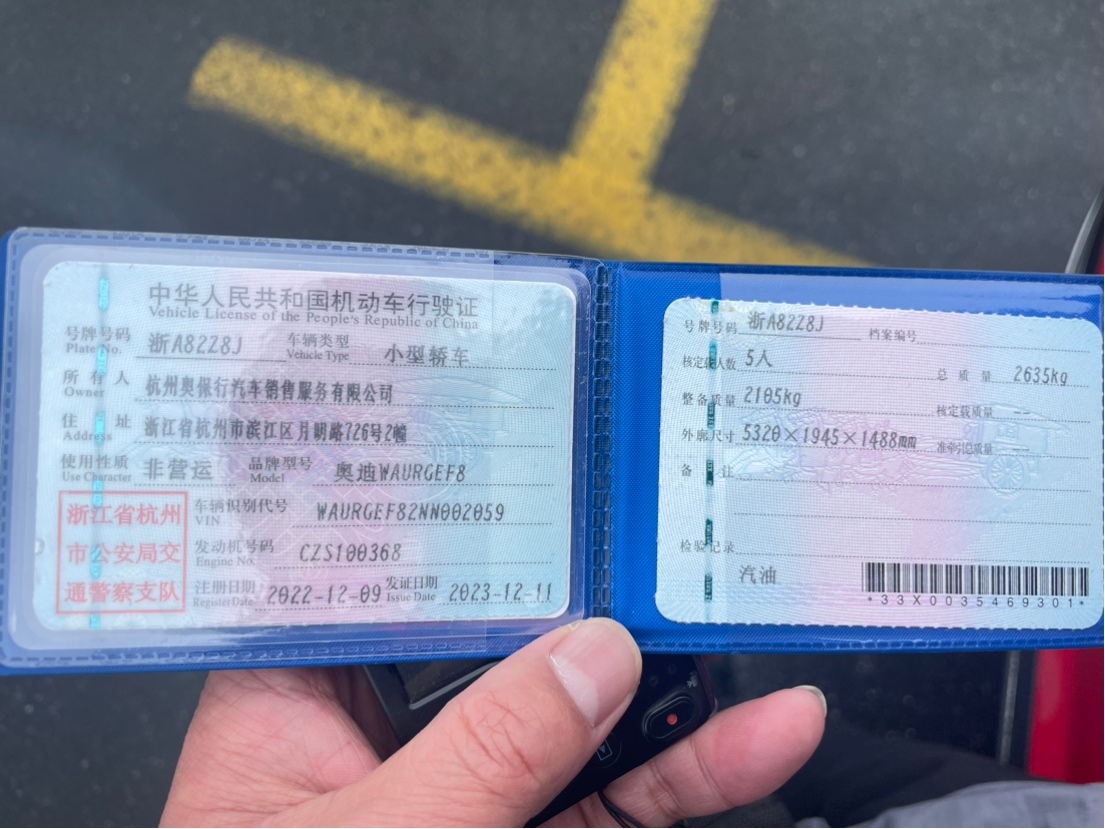 中华人民共和国机动车行驶证
Vehicle License of the People's Republic of China
号牌号码 浙A82Z8J 车辆类型 小型轿车
Plate No. Vehicle Type
所有人 杭州奥保行汽车销售服务有限公司
Owner
住址 浙江省杭州市滨江区月明路726号2幢
Address
使用性质 非营运 品牌型号 奥迪WAURGEF8
Use Character Model
浙江省杭州
市公安局交
通警察支队
车辆识别代号 WAURGEF82NN002059
VIN
发动机号码 CZS100368
Engine No.
注册日期 2022-12-09 发证日期 2023-12-11
Register Date Issue Date
号牌号码 浙A82Z8J 档案编号
核定载人数 5人 总质量 2635kg
整备质量 2105kg 核定载质量 --
外廓尺寸 5320×1945×1488mm 准牵引总质量 --
备注
检验记录
汽油
*33X0035469301*